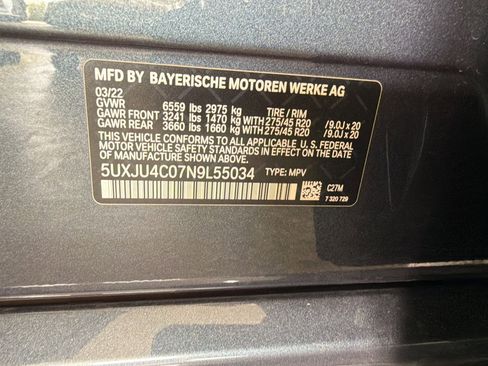 MFD BY BAYERISCHE MOTOREN WERKE AG
03/22
GVWR 6559 lbs 2975 kg TIRE / RIM
GAWR FRONT 3241 lbs 1470 kg WITH 275/45 R20 /9.0J x 20
GAWR REAR 3660 lbs 1660 kg WITH 275/45 R20 /9.0J x 20
THIS VEHICLE CONFORMS TO ALL APPLICABLE U.S. FEDERAL
MOTOR VEHICLE SAFETY STANDARDS IN EFFECT ON THE DATE OF
MANUFACTURE SHOWN ABOVE.
5UXJU4C07N9L55034 TYPE: MPV C27M
7 320 729